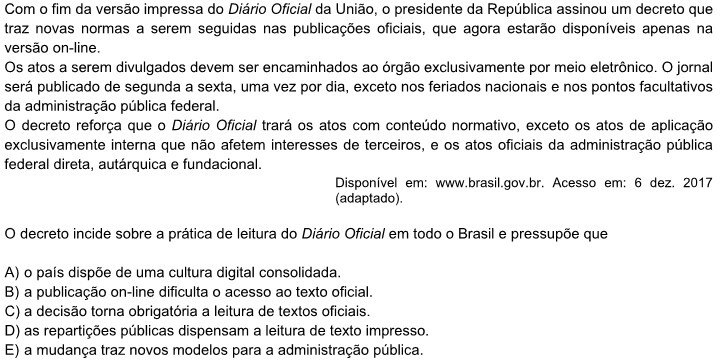 Com o fim da versão impressa do Diário Oficial da União, o presidente da República assinou um decreto que
traz novas normas a serem seguidas nas publicações oficiais, que agora estarão disponíveis apenas na
versão on-line.
Os atos a serem divulgados devem ser encaminhados ao órgão exclusivamente por meio eletrônico. O jornal
será publicado de segunda a sexta, uma vez por dia, exceto nos feriados nacionais e nos pontos facultativos
da administração pública federal.
O decreto reforça que o Diário Oficial trará os atos com conteúdo normativo, exceto os atos de aplicação
exclusivamente interna que não afetem interesses de terceiros, e os atos oficiais da administração pública
federal direta, autárquica e fundacional.
Disponível em: www.brasil.gov.br. Acesso em: 6 dez. 2017
(adaptado).
O decreto incide sobre a prática de leitura do Diário Oficial em todo o Brasil e pressupõe que
A) o país dispõe de uma cultura digital consolidada.
B) a publicação on-line dificulta o acesso ao texto oficial.
C) a decisão torna obrigatória a leitura de textos oficiais.
D) as repartições públicas dispensam a leitura de texto impresso.
E) a mudança traz novos modelos para a administração pública.